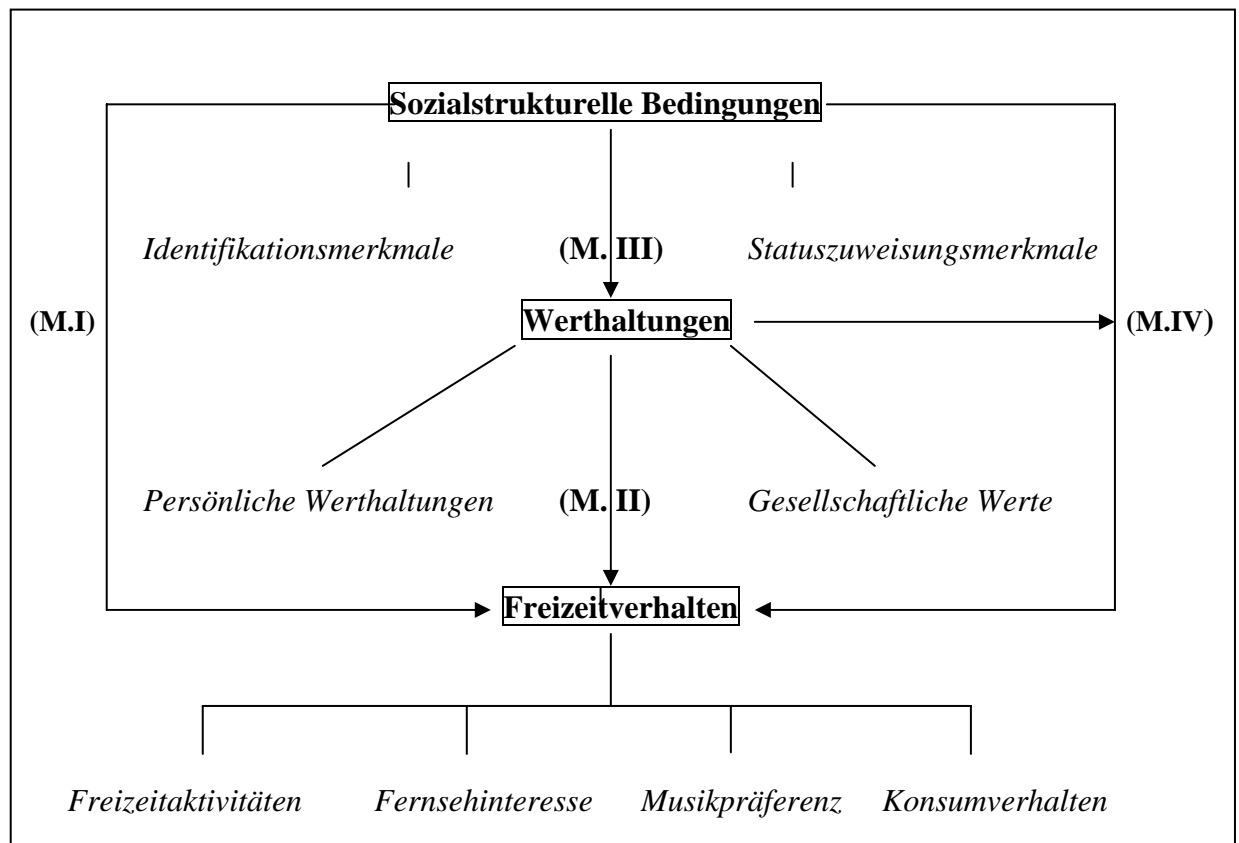 Sozialstrukturelle Bedingungen
Identifikationsmerkmale (M. III) Statuszuweisungsmerkmale
(M.I) Werthaltungen (M.IV)
Persönliche Werthaltungen (M. II) Gesellschaftliche Werte
Freizeitverhalten
Freizeitaktivitäten Fernsehinteresse Musikpräferenz Konsumverhalten